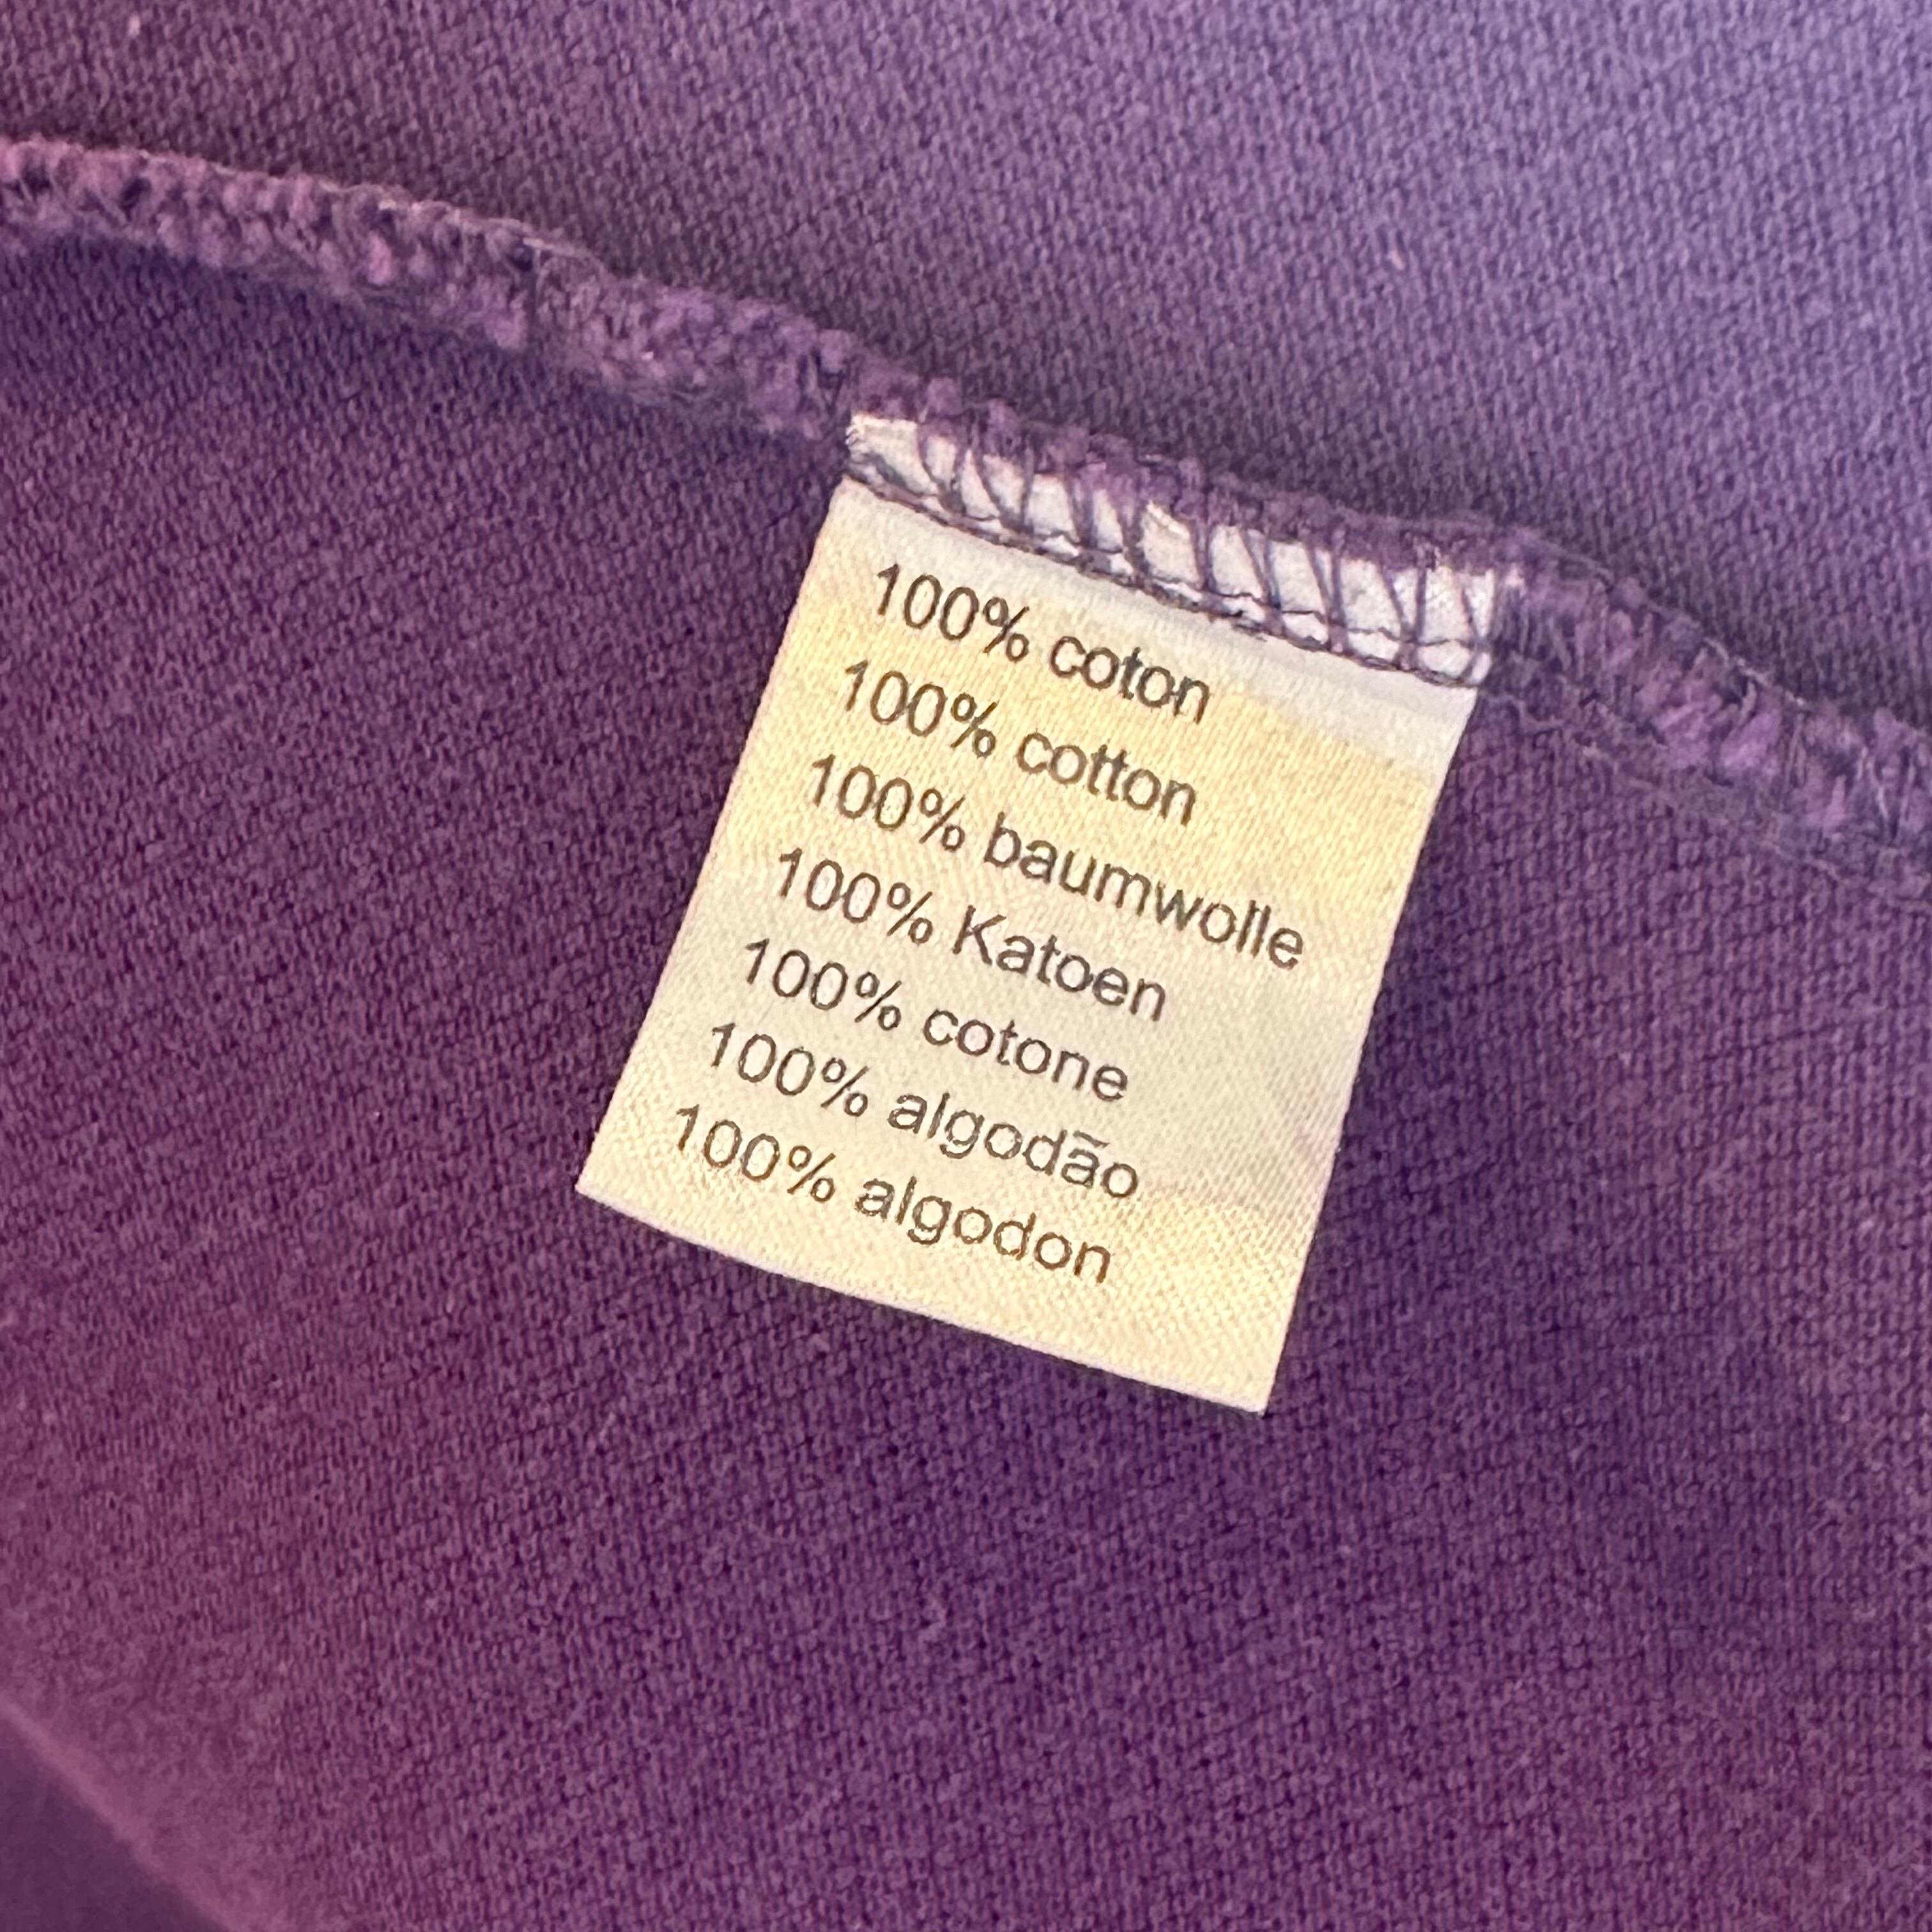 100% coton
100% cotton
100% baumwolle
100% Katoen
100% cotone
100% algodão
100% algodon